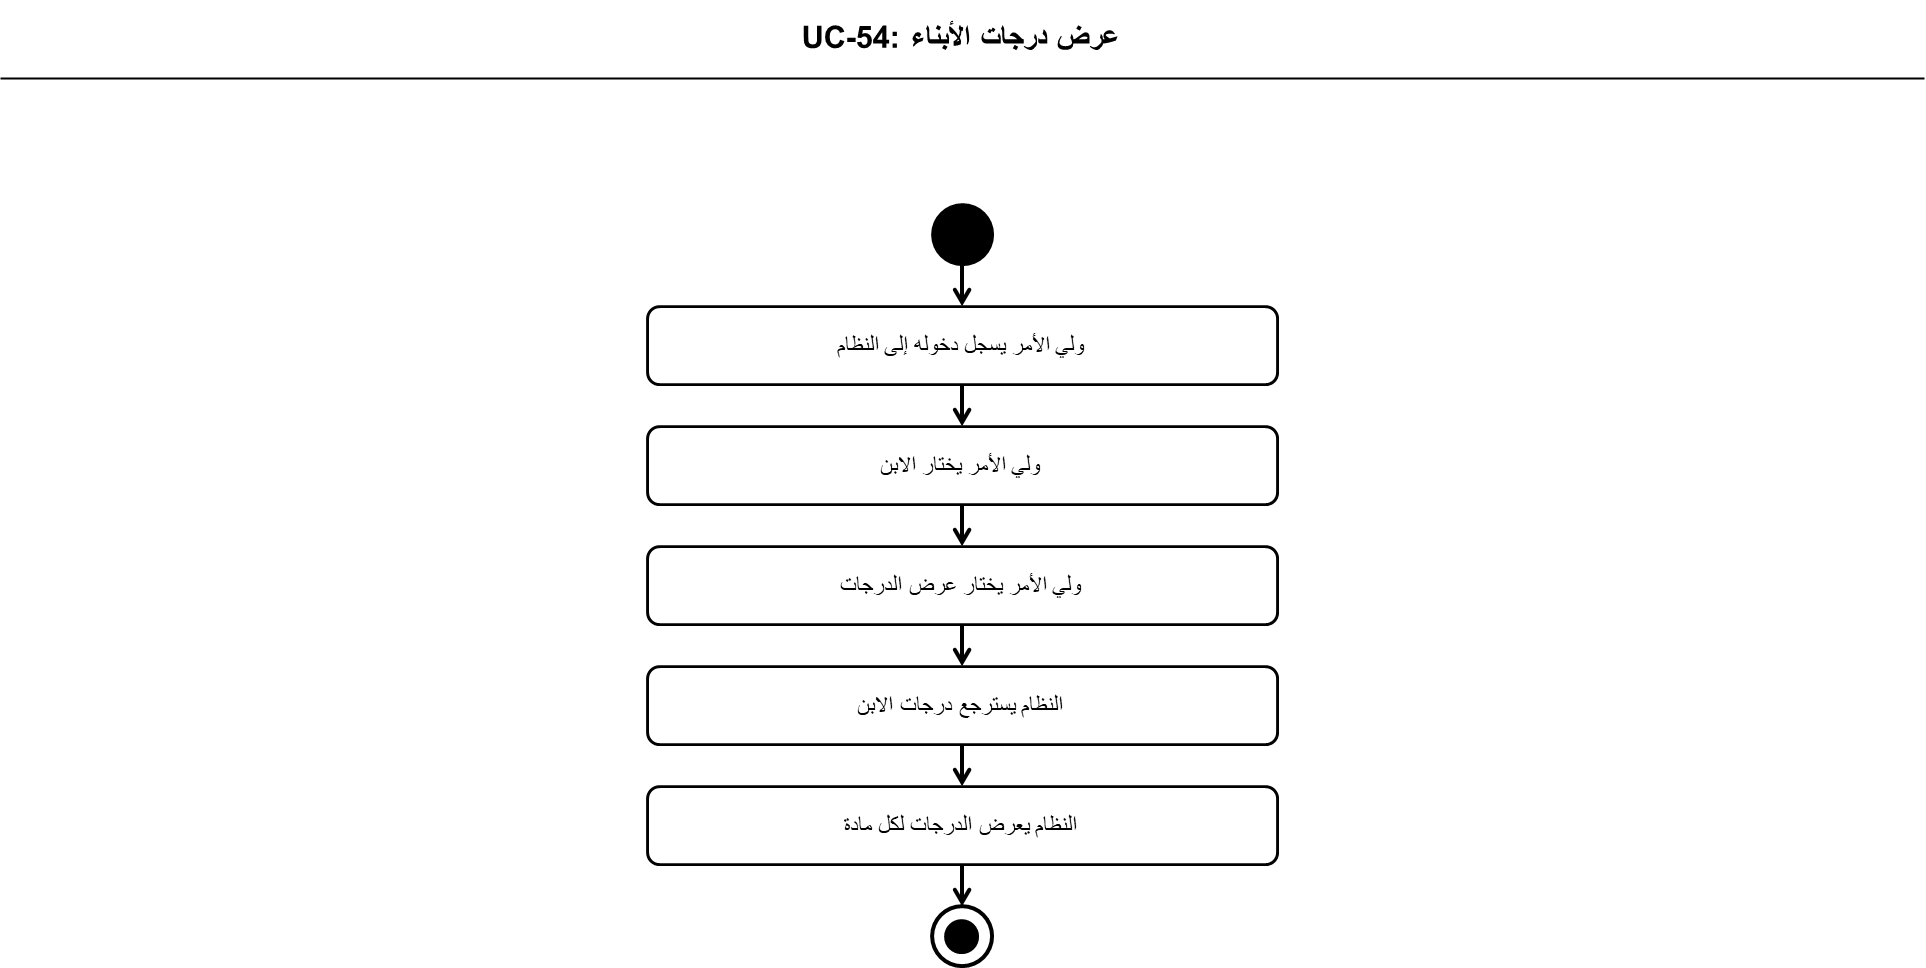 UC-54: عرض درجات الأبناء
ولي الأمر يسجل دخوله إلى النظام
ولي الأمر يختار الابن
ولي الأمر يختار عرض الدرجات
النظام يسترجع درجات الابن
النظام يعرض الدرجات لكل مادة